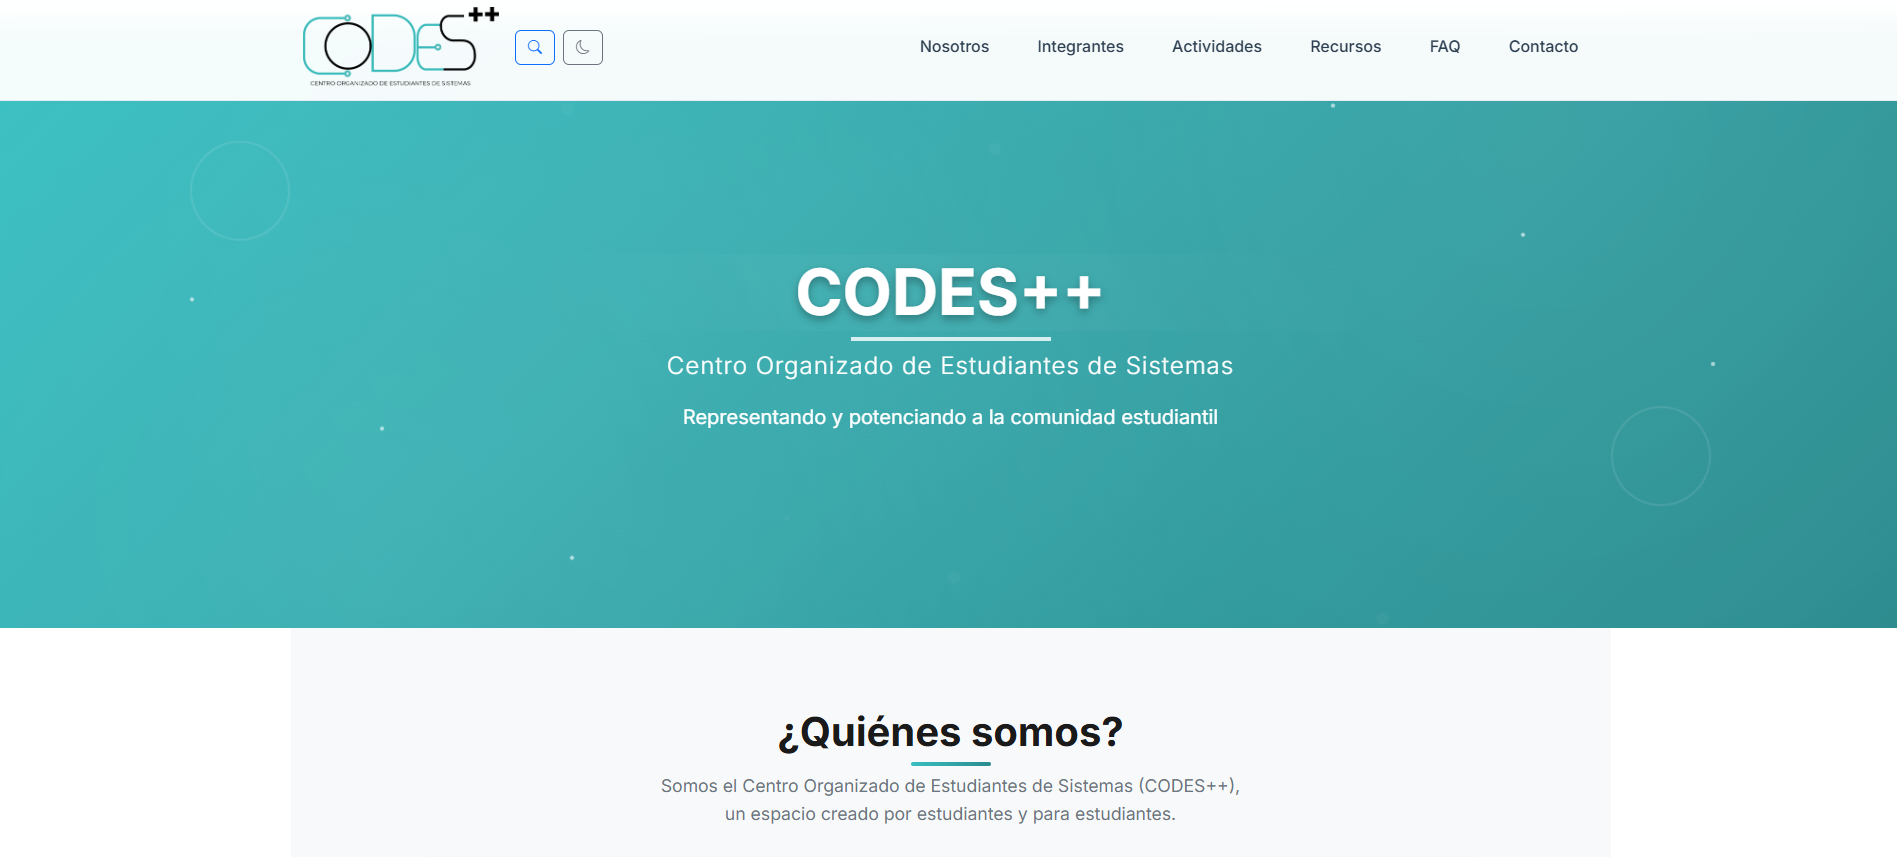 CODES++
CENTRO ORGANIZADO DE ESTUDIANTES DE SISTEMAS
Nosotros
Integrantes
Actividades
Recursos
FAQ
Contacto
CODES++
Centro Organizado de Estudiantes de Sistemas
Representando y potenciando a la comunidad estudiantil
¿Quiénes somos?
Somos el Centro Organizado de Estudiantes de Sistemas (CODES++),
un espacio creado por estudiantes y para estudiantes.